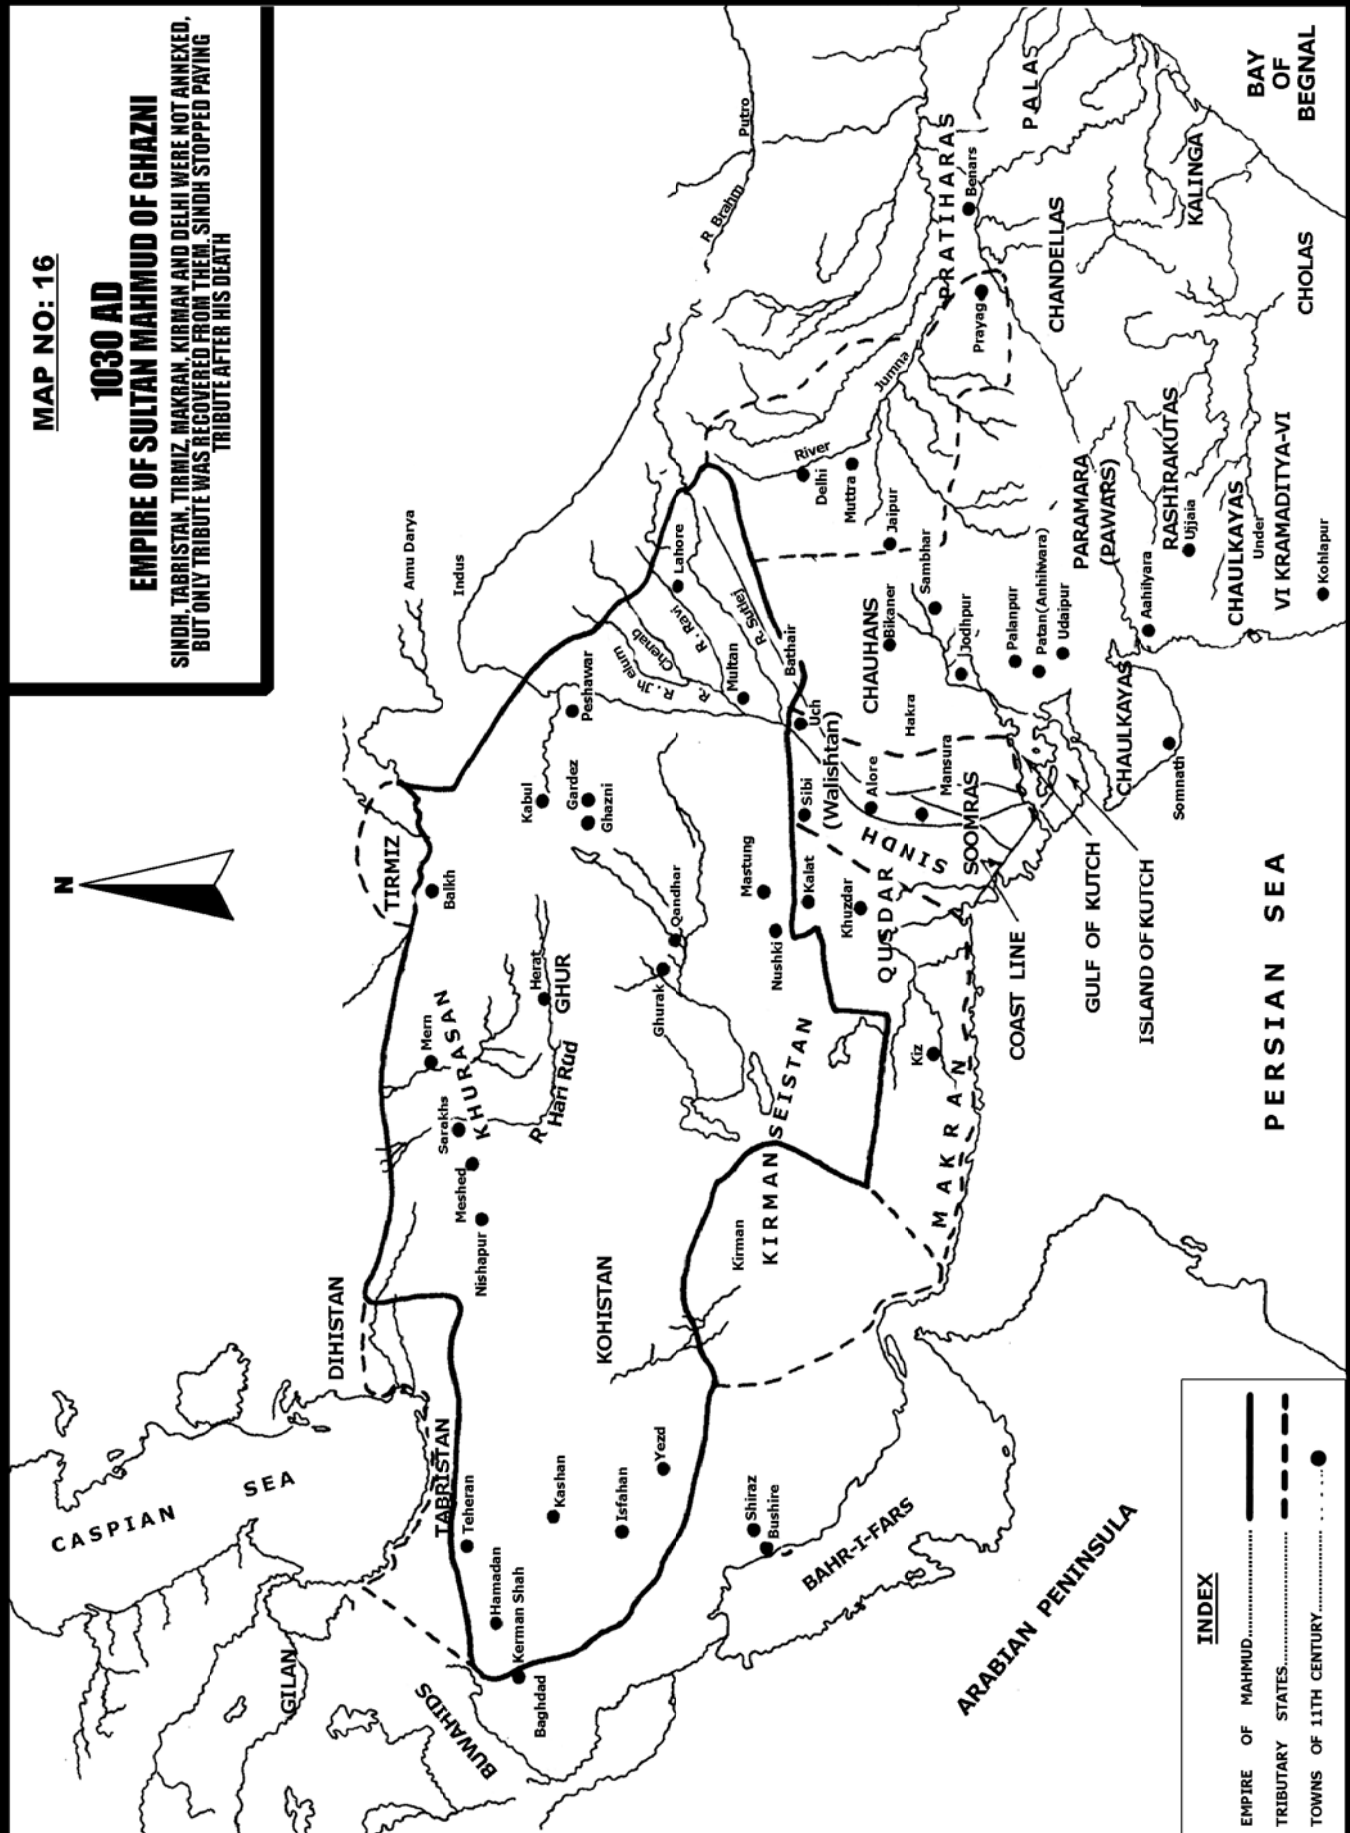 MAP NO: 16
1030 AD
EMPIRE OF SULTAN MAHMUD OF GHAZNI
SINDH, TABRISTAN, TIRMIZ, MAKRAN, KIRMAN AND DELHI WERE NOT ANNEXED,
BUT ONLY TRIBUTE WAS RECOVERED FROM THEM. SINDH STOPPED PAYING
TRIBUTE AFTER HIS DEATH
N
CASPIAN SEA
GILAN
BUWAHIDS
DIHISTAN
TABRISTAN
Teheran
Hamadan
Kerman Shah
Baghdad
Kashan
Isfahan
Yezd
Shiraz
Bushire
BAHR-I-FARS
ARABIAN PENINSULA
KOHISTAN
Nishapur
Meshed
Sarakhs
KHURASAN
Mern
R Hari Rud
Herat
GHUR
TIRMIZ
Balkh
Amu Darya
Indus
Kabul
Gardez
Ghazni
Peshawar
Qandhar
Ghurak
Kirman
KIRMAN
SEISTAN
Mastung
Nushki
Kalat
Khuzdar
QUSDAR
Kiz
MAKRAN
R. Jhelum
R. Chenab
R. Ravi
R. Sutlej
Lahore
Multan
Bathair
Uch
Sibi
(Walishtan)
Alore
Mansura
Hakra
SINDH
SOOMRAS
COAST LINE
GULF OF KUTCH
ISLAND OF KUTCH
PERSIAN SEA
CHAUHANS
Bikaner
Sambhar
Jodhpur
Jaipur
Delhi
Muttra
River Jumna
R Brahm Putro
PRATIHARAS
Benars
Prayag
PALAS
BAY
OF
BEGNAL
KALINGA
CHANDELLAS
CHOLAS
Palanpur
Patan(Anhilwara)
Udaipur
PARAMARA
(PAWARS)
RASHIRAKUTAS
Ujjaia
Aahilyara
CHAULKAYAS
Somnath
CHAULKAYAS
Under
VI KRAMADITYA-VI
Kohlapur
INDEX
EMPIRE OF MAHMUD
TRIBUTARY STATES
TOWNS OF 11TH CENTURY